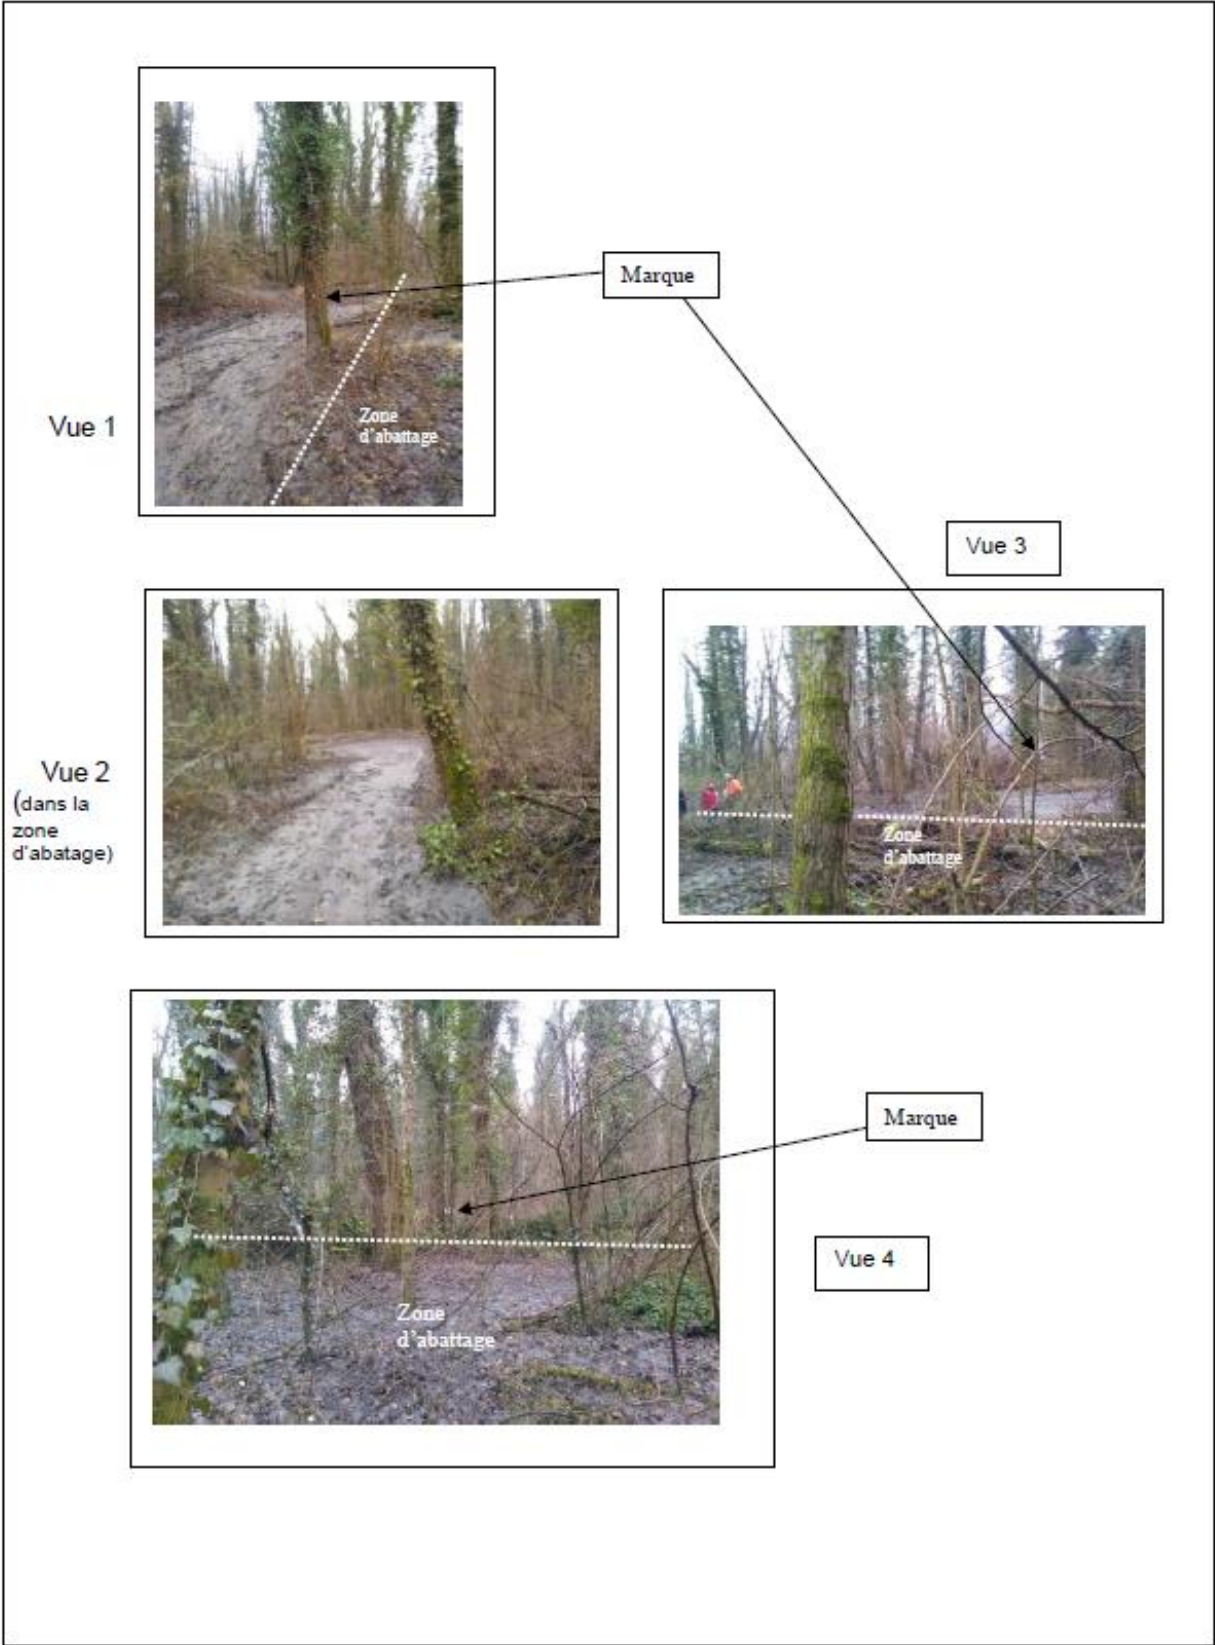 Marque
Zone
d'abattage
Vue 1
Vue 3
Vue 2
(dans la
zone
d'abatage)
Zone
d'abattage
Marque
Zone
d'abattage
Vue 4